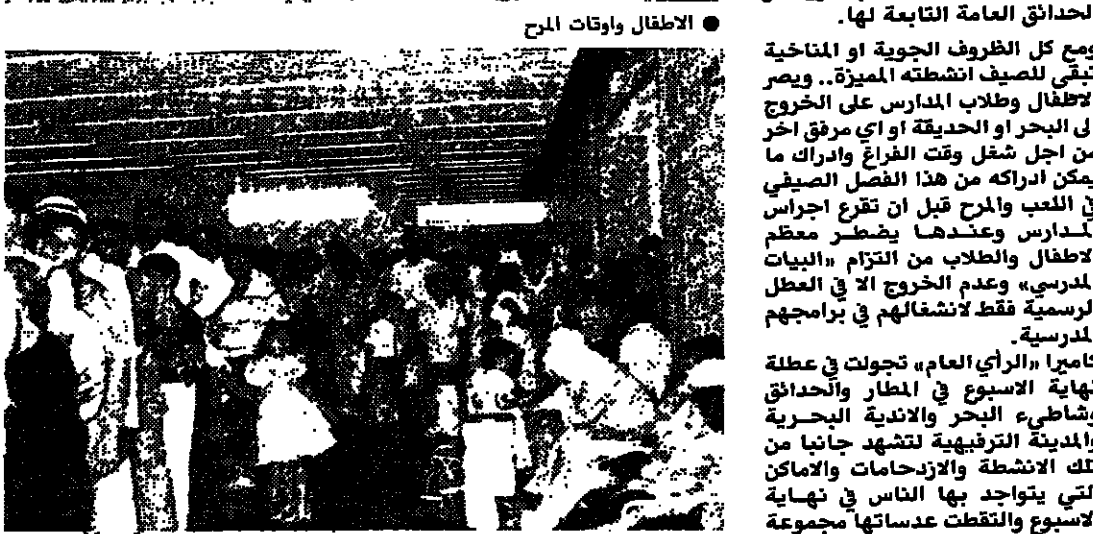 الحدائق العامة التابعة لها.
ومع كل الظروف الجوية او المناخية
تبقى للصيف انشطته المميزة.. ويصر
الاطفال وطلاب المدارس على الخروج
الى البحر او الحديقة او اي مرفق اخر
من اجل شغل وقت الفراغ وادراك ما
يمكن ادراكه من هذا الفصل الصيفي
في اللعب والمرح قبل ان تقرع اجراس
المدارس وعندها يضطر معظم
الاطفال والطلاب من التزام «البيات
المدرسي» وعدم الخروج الا في العطل
الرسمية فقط لانشغالهم في برامجهم
المدرسية.
كاميرا «الرأي العام» تجولت في عطلة
نهاية الاسبوع في المطار والحدائق
وشاطيء البحر والاندية البحرية
والمدينة الترفيهية لتشهد جانبا من
تلك الانشطة والازدحامات والاماكن
التي يتواجد بها الناس في نهاية
الاسبوع والتقطت عدساتها مجموعة
● الاطفال واوتات المرح